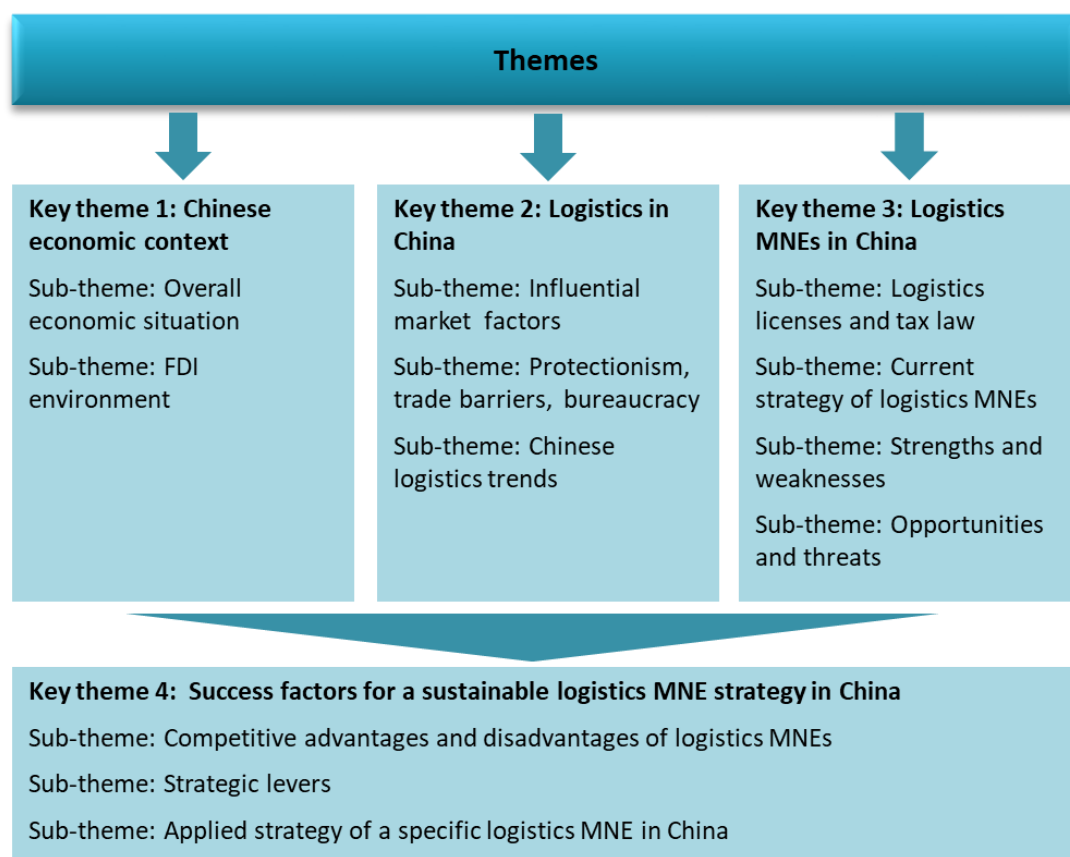 Themes
Key theme 1: Chinese
economic context
Sub-theme: Overall
economic situation
Sub-theme: FDI
environment
Key theme 2: Logistics in
China
Sub-theme: Influential
market factors
Sub-theme: Protectionism,
trade barriers, bureaucracy
Sub-theme: Chinese
logistics trends
Key theme 3: Logistics
MNEs in China
Sub-theme: Logistics
licenses and tax law
Sub-theme: Current
strategy of logistics MNEs
Sub-theme: Strengths and
weaknesses
Sub-theme: Opportunities
and threats
Key theme 4: Success factors for a sustainable logistics MNE strategy in China
Sub-theme: Competitive advantages and disadvantages of logistics MNEs
Sub-theme: Strategic levers
Sub-theme: Applied strategy of a specific logistics MNE in China